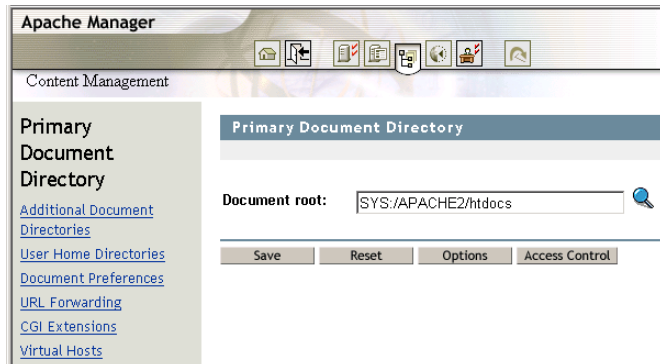 Apache Manager
Content Management
Primary
Document
Directory
Additional Document
Directories
User Home Directories
Document Preferences
URL Forwarding
CGI Extensions
Virtual Hosts
Primary Document Directory
Document root:
SYS:/APACHE2/htdocs
Save Reset Options Access Control